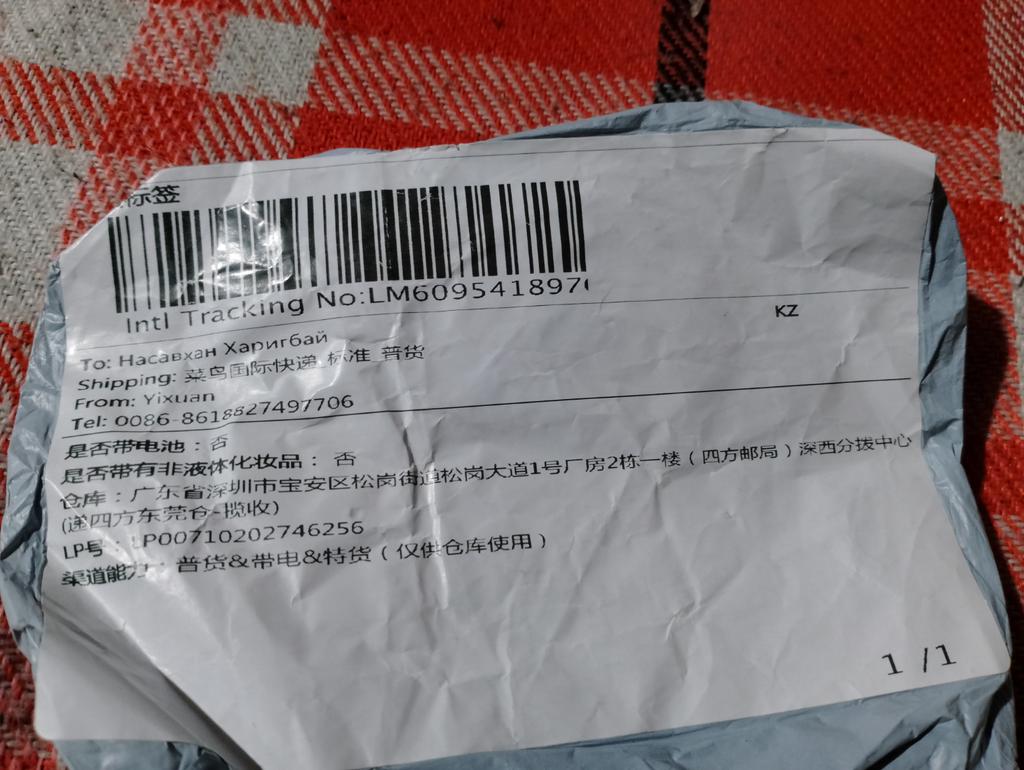 标签
Intl Tracking No:LM609541897
KZ
To: Насавхан Харигбай
Shipping: 菜鸟国际快递_标准_普货
From: Yixuan
Tel: 0086-8618827497706
是否带电池：否
是否带有非液体化妆品：否
仓库：广东省深圳市宝安区松岗街道松岗大道1号厂房2栋一楼（四方邮局）深西分拨中心
(递四方东莞仓-揽收)
LP号：LP00710202746256
渠道能力：普货&带电&特货（仅供仓库使用）
1 /1